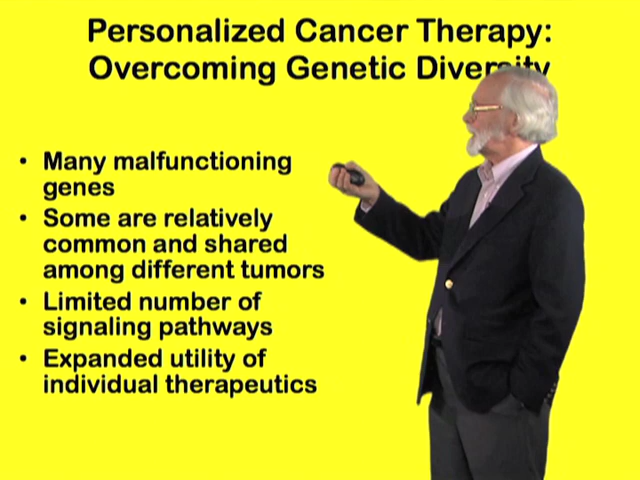 Personalized Cancer Therapy:
Overcoming Genetic Diversity
• Many malfunctioning
genes
• Some are relatively
common and shared
among different tumors
• Limited number of
signaling pathways
• Expanded utility of
individual therapeutics